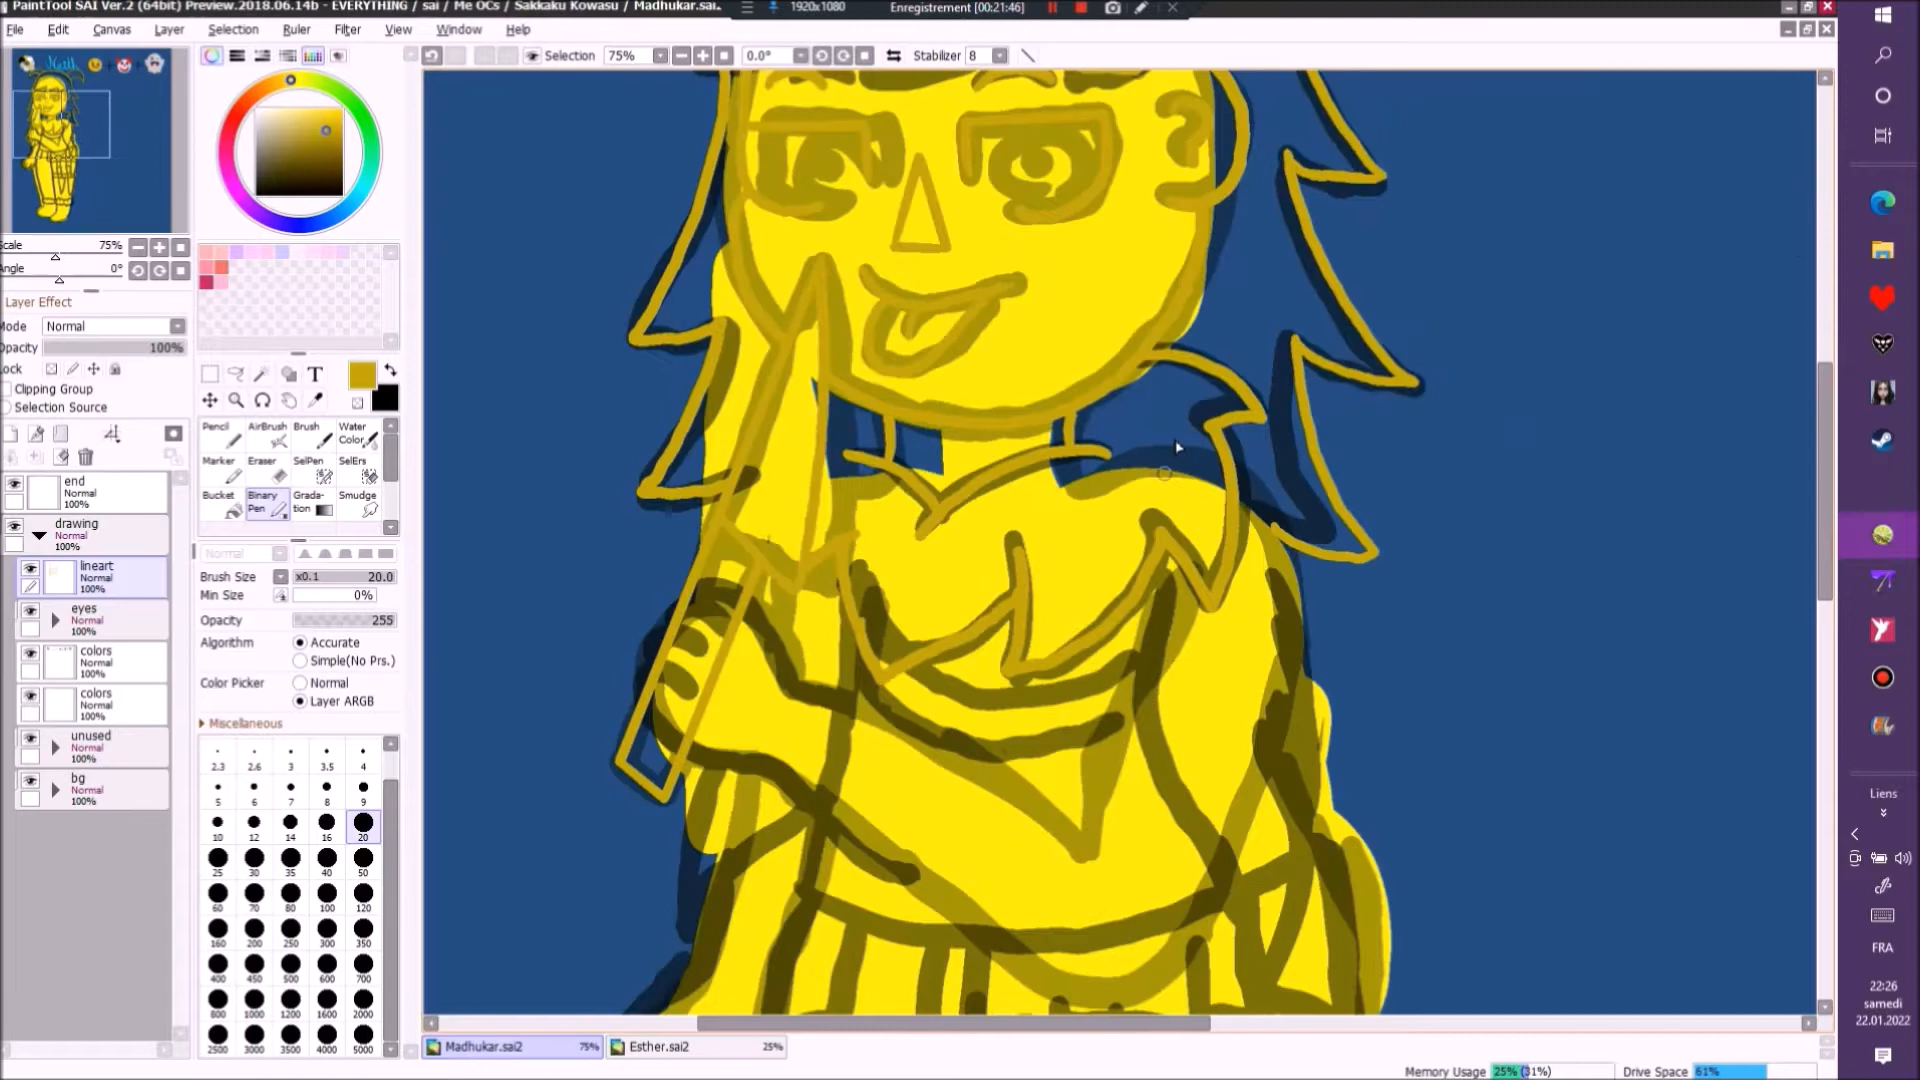 PaintTool SAI Ver.2 (64bit) Preview.2018.06.14b - EVERYTHING / sai / Me OCs / Sakkaku Kowasu / Madhukar.sai.
1920x1080
Enregistrement [00:21:46]
File Edit Canvas Layer Selection Ruler Filter View Window Help
Selection 75% 0.0° Stabilizer 8
Scale 75%
Angle 0°
Layer Effect
Mode Normal
Opacity 100%
Lock
Clipping Group
Selection Source
end
Normal
drawing
Normal
100%
lineart
Normal
100%
eyes
Normal
100%
colors
Normal
100%
colors
Normal
100%
unused
Normal
100%
bg
Normal
100%
T
Pencil AirBrush Brush Water Color
Marker Eraser SelPen SelErs
Bucket Binary Pen Grada-tion Smudge
Normal
Brush Size x0.1 20.0
Min Size 0%
Opacity 255
Algorithm Accurate
Simple(No Prs.)
Color Picker Normal
Layer ARGB
Miscellaneous
2.3 2.6 3 3.5 4
5 6 7 8 9
10 12 14 16 20
25 30 35 40 50
60 70 80 100 120
160 200 250 300 350
400 450 500 600 700
800 1000 1200 1600 2000
2500 3000 3500 4000 5000
Madhukar.sai2 75%
Esther.sai2 25%
Memory Usage 25% (31%)
Drive Space 61%
Liens
FRA
22:26
samedi
22.01.2022